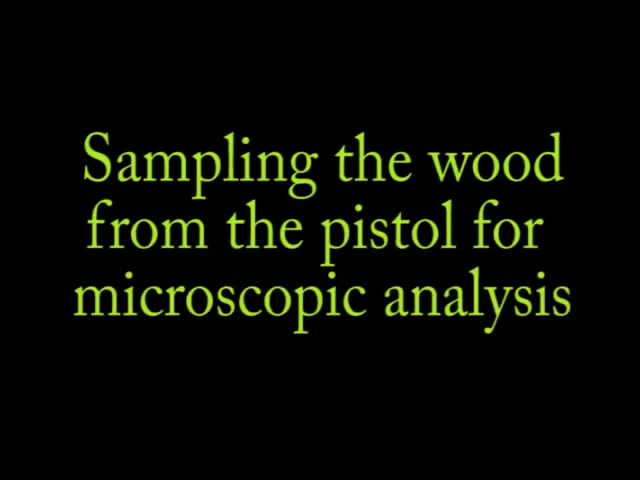 Sampling the wood
from the pistol for
microscopic analysis